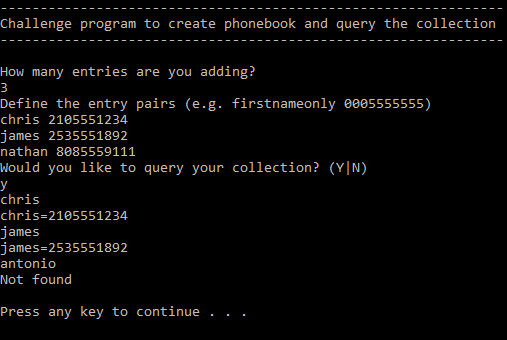 ---------------------------------------------------------------
Challenge program to create phonebook and query the collection
---------------------------------------------------------------
How many entries are you adding?
3
Define the entry pairs (e.g. firstnameonly 0005555555)
chris 2105551234
james 2535551892
nathan 8085559111
Would you like to query your collection? (Y|N)
y
chris
chris=2105551234
james
james=2535551892
antonio
Not found
Press any key to continue . . .